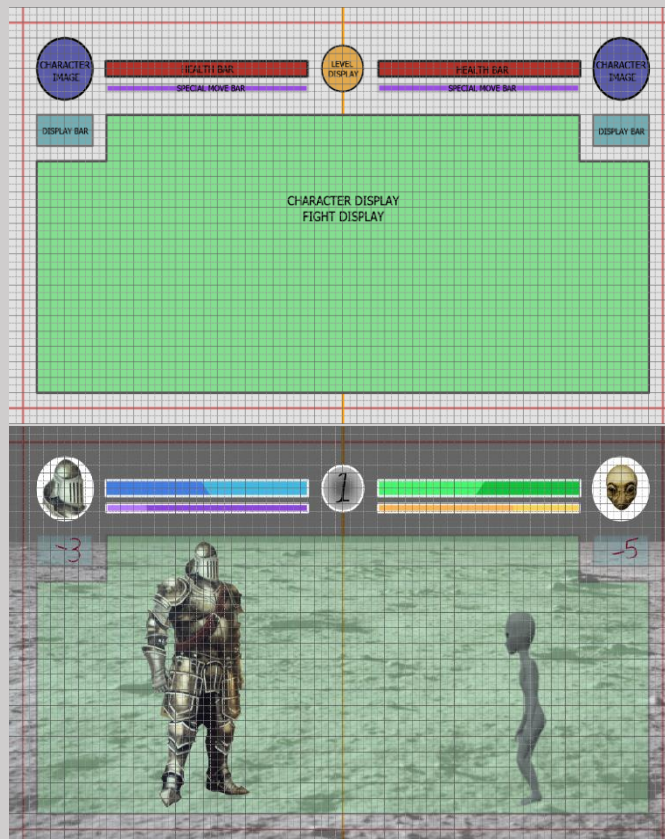 CHARACTER
IMAGE
HEALTH BAR
LEVEL
DISPLAY
HEALTH BAR
CHARACTER
IMAGE
SPECIAL MOVE BAR
SPECIAL MOVE BAR
DISPLAY BAR
DISPLAY BAR
CHARACTER DISPLAY
FIGHT DISPLAY
1
-3
-5